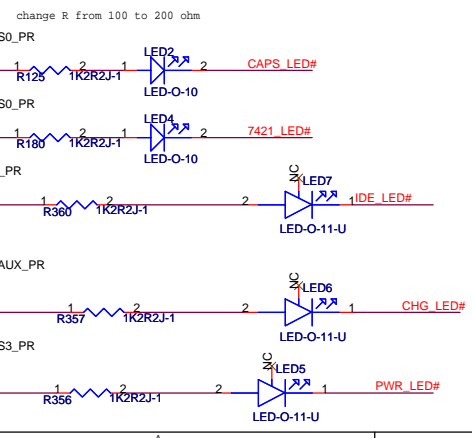 change R from 100 to 200 ohm
S0_PR
LED2
1 2 1 2 CAPS_LED#
R125 1K2R2J-1
LED-O-10
S0_PR
LED4
1 2 1 2 7421_LED#
R180 1K2R2J-1
LED-O-10
_PR
NC LED7
1 2 2 1 IDE_LED#
R360 1K2R2J-1
LED-O-11-U
AUX_PR
NC LED6
1 2 2 1 CHG_LED#
R357 1K2R2J-1
LED-O-11-U
S3_PR
NC LED5
1 2 2 1 PWR_LED#
R356 1K2R2J-1
LED-O-11-U